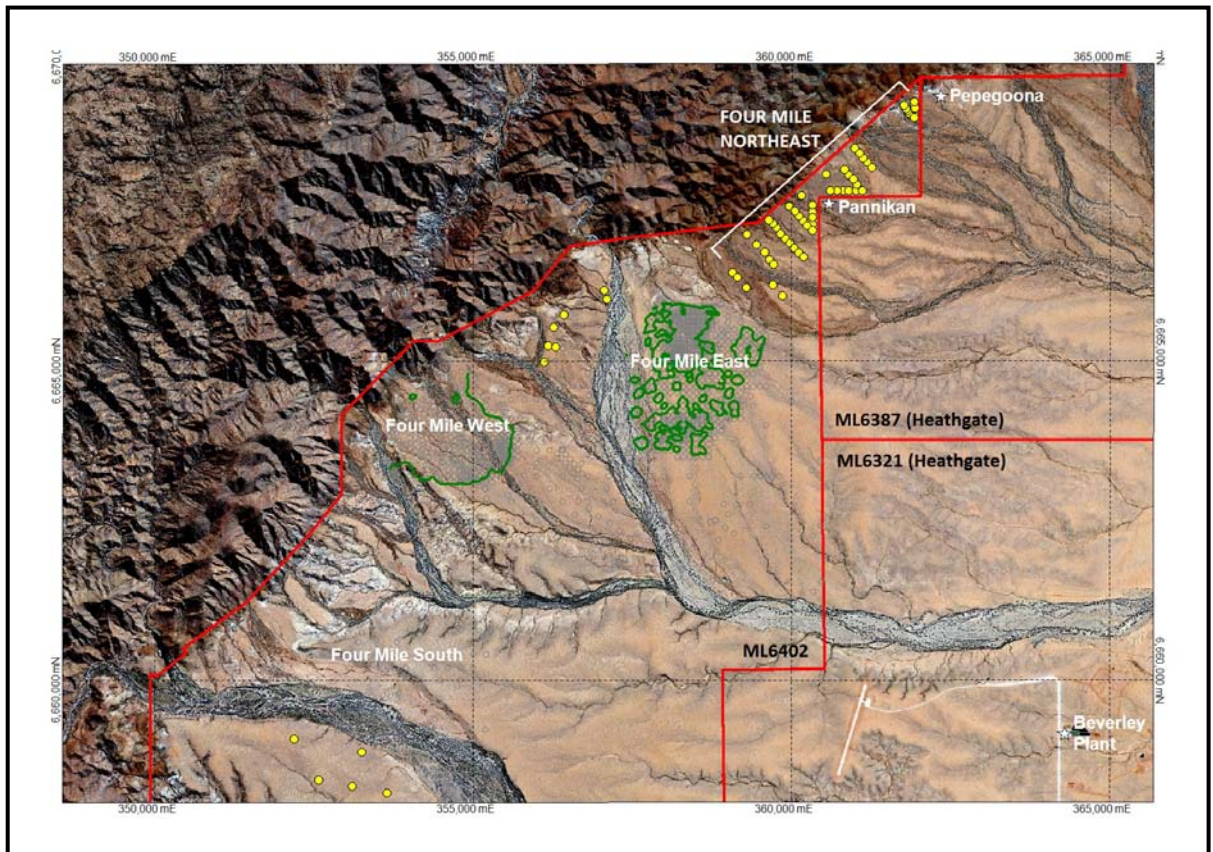 350,000 mE
355,000 mE
360,000 mE
365,000 mE
Pepegoona
FOUR MILE
NORTHEAST
Pannikan
6,665,000 mN
6,665,000 mN
Four Mile East
ML6387 (Heathgate)
Four Mile West
ML6321 (Heathgate)
ML6402
Four Mile South
6,660,000 mN
6,660,000 mN
Beverley
Plant
350,000 mE
355,000 mE
360,000 mE
365,000 mE